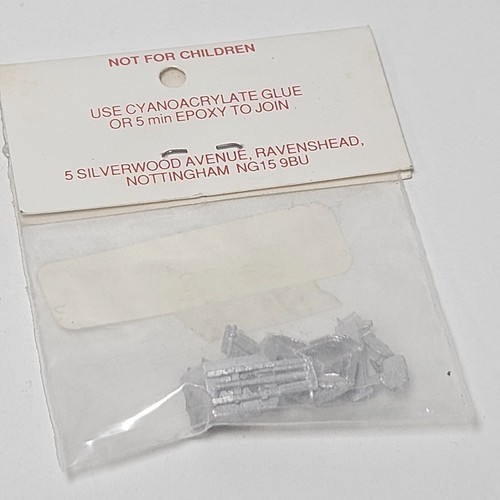 NOT FOR CHILDREN
USE CYANOACRYLATE GLUE
OR 5 min EPOXY TO JOIN
5 SILVERWOOD AVENUE, RAVENSHEAD,
NOTTINGHAM NG15 9BU